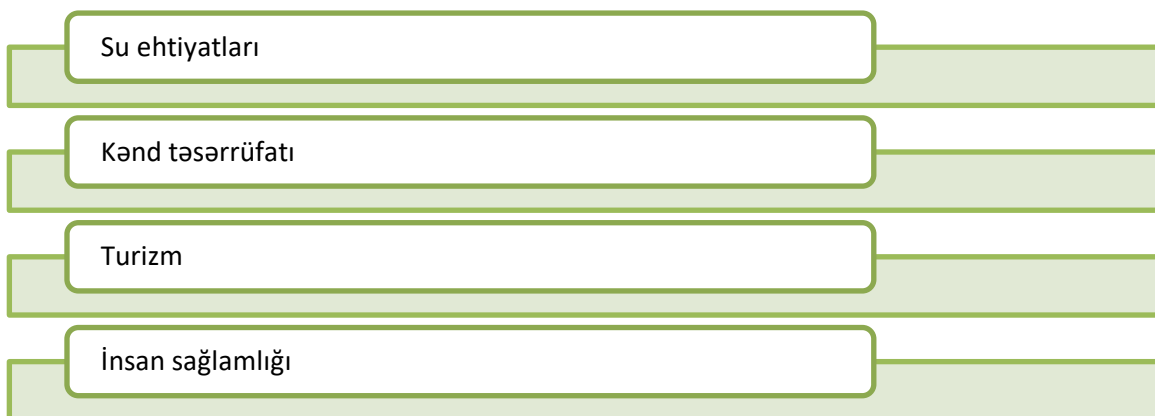 Su ehtiyatları
Kənd təsərrüfatı
Turizm
İnsan sağlamlığı